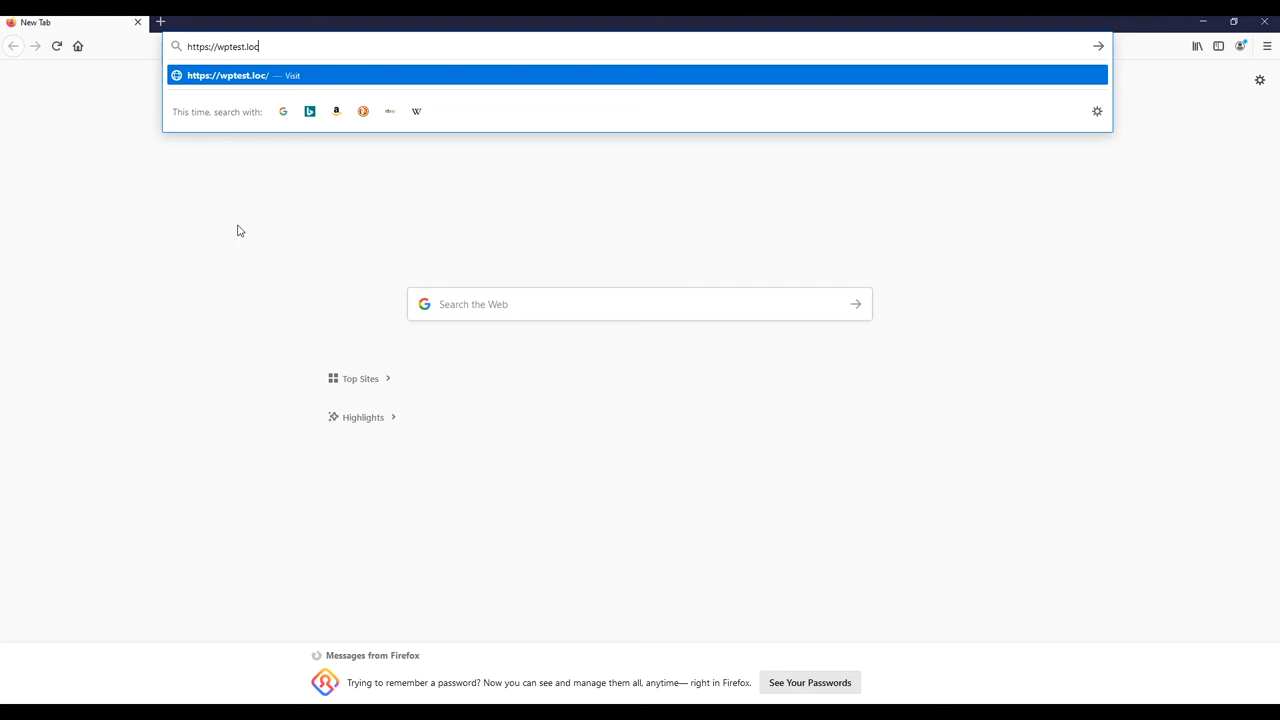 New Tab
https://wptest.loc
https://wptest.loc/ — Visit
This time, search with:
Search the Web
Top Sites
Highlights
Messages from Firefox
Trying to remember a password? Now you can see and manage them all, anytime— right in Firefox.
See Your Passwords